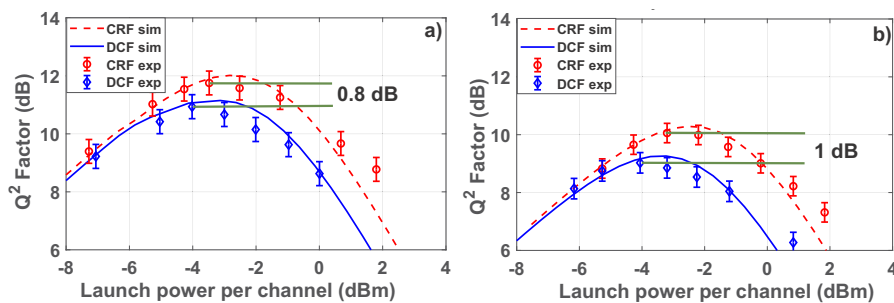 a)
14
12
10
8
6
Q² Factor (dB)
CRF sim
DCF sim
CRF exp
DCF exp
0.8 dB
-8 -6 -4 -2 0 2 4
Launch power per channel (dBm)
b)
14
12
10
8
6
Q² Factor (dB)
CRF sim
DCF sim
CRF exp
DCF exp
1 dB
-8 -6 -4 -2 0 2 4
Launch power per channel (dBm)